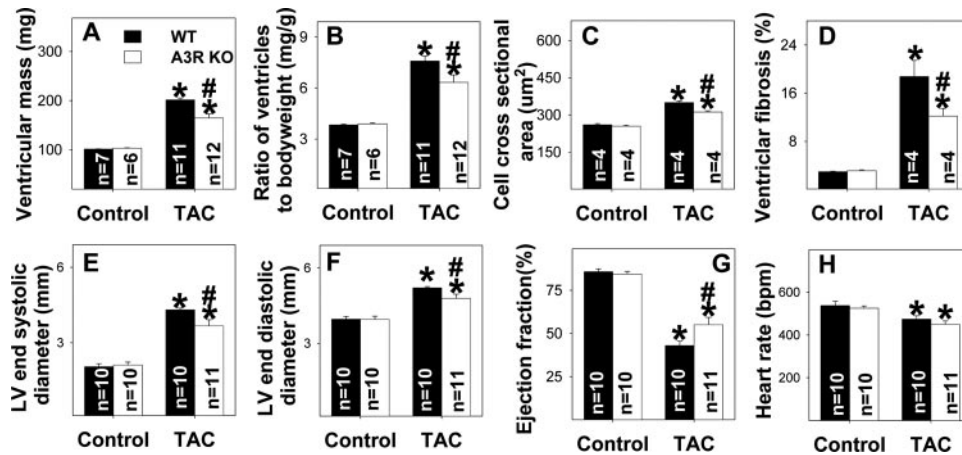 A
WT
A3R KO
Ventricular mass (mg)
300
200
100
*
#
*
n=7
n=6
n=11
n=12
Control
TAC
B
Ratio of ventricles
to bodyweight (mg/g)
9
6
3
*
#
*
n=7
n=6
n=11
n=12
Control
TAC
C
Cell cross sectional
area (um²)
600
450
300
150
*
#
*
n=4
n=4
n=4
n=4
Control
TAC
D
Ventriclar fibrosis (%)
24
18
12
6
*
#
*
n=4
n=4
Control
TAC
E
LV end systolic
diameter (mm)
6
3
*
#
*
n=10
n=10
n=10
n=11
Control
TAC
F
LV end diastolic
diameter (mm)
6
3
*
#
*
n=10
n=10
n=10
n=11
Control
TAC
G
Ejection fraction(%)
75
50
25
*
#
*
n=10
n=10
n=10
n=11
Control
TAC
H
Heart rate (bpm)
600
400
200
*
*
n=10
n=10
n=10
n=11
Control
TAC